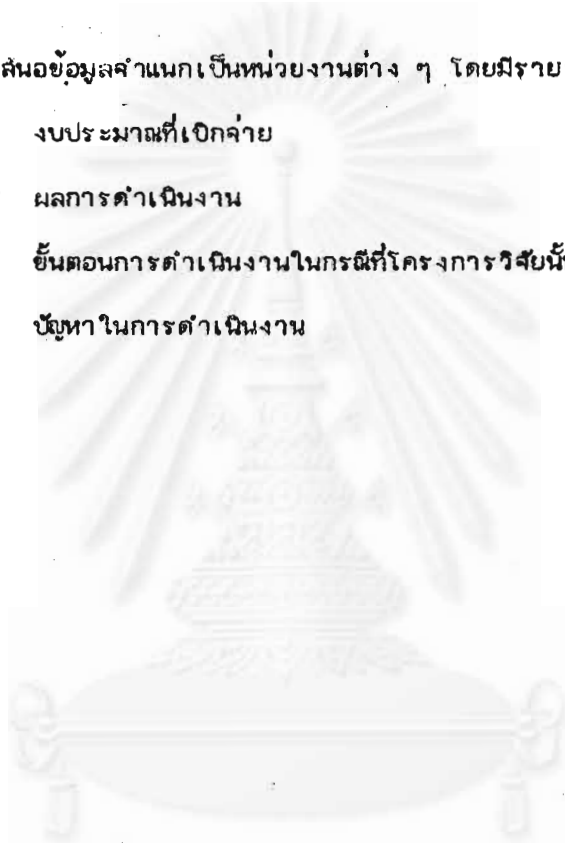 สนอข้อมูลจำแนกเป็นหน่วยงานต่าง ๆ โดยมีราย
งบประมาณที่เบิกจ่าย
ผลการดำเนินงาน
ขั้นตอนการดำเนินงานในกรณีที่โครงการวิจัยนั้
ปัญหาในการดำเนินงาน